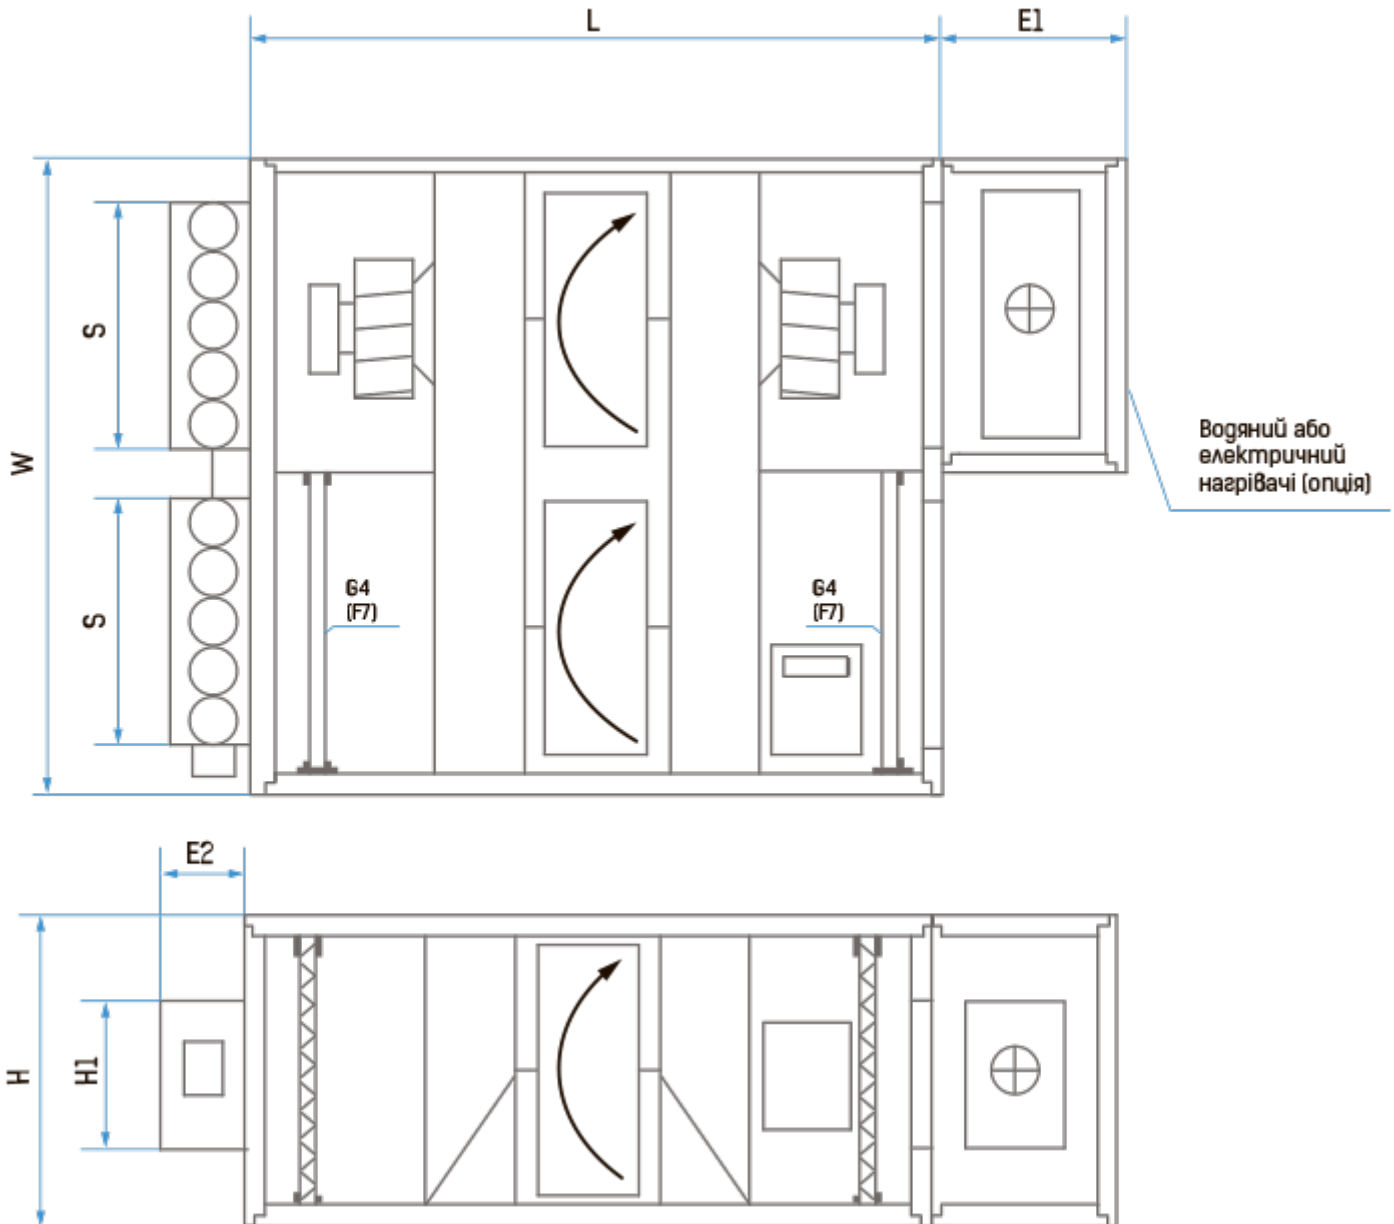 L
E1
S
W
Водяний або
електричний
нагрівачі (опція)
S
G4
(F7)
G4
(F7)
E2
H1
H